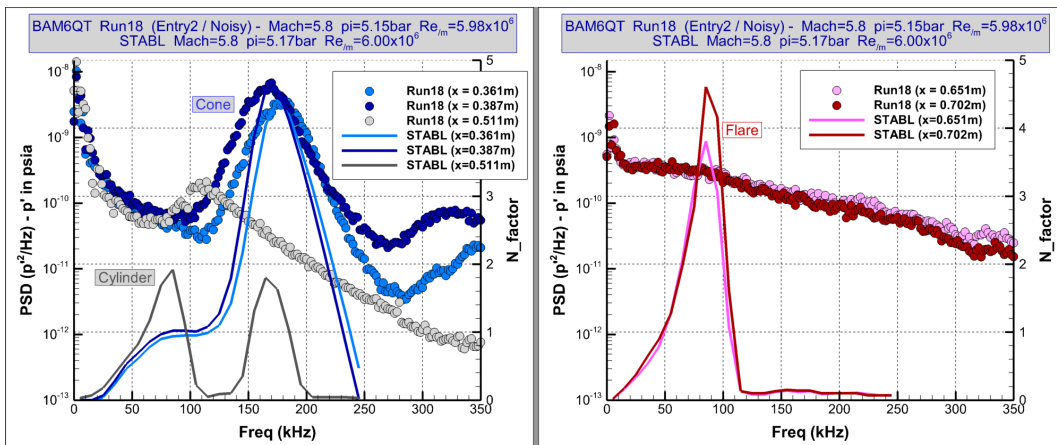 BAM6QT Run18 (Entry2 / Noisy) - Mach=5.8 pi=5.15bar Re/m=5.98x10^6
STABL Mach=5.8 pi=5.17bar Re/m=6.00x10^6
10^-8
10^-9
10^-10
10^-11
10^-12
10^-13
PSD (p'^2/Hz) - p' in psia
5
4
3
2
1
0
N_factor
Cone
Cylinder
Run18 (x = 0.361m)
Run18 (x = 0.387m)
Run18 (x = 0.511m)
STABL (x=0.361m)
STABL (x=0.387m)
STABL (x=0.511m)
0 50 100 150 200 250 300 350
Freq (kHz)
BAM6QT Run18 (Entry2 / Noisy) - Mach=5.8 pi=5.15bar Re/m=5.98x10^6
STABL Mach=5.8 pi=5.17bar Re/m=6.00x10^6
10^-8
10^-9
10^-10
10^-11
10^-12
10^-13
PSD (p'^2/Hz) - p' in psia
5
4
3
2
1
0
N_factor
Run18 (x = 0.651m)
Run18 (x = 0.702m)
STABL (x=0.651m)
STABL (x=0.702m)
Flare
0 50 100 150 200 250 300 350
Freq (kHz)